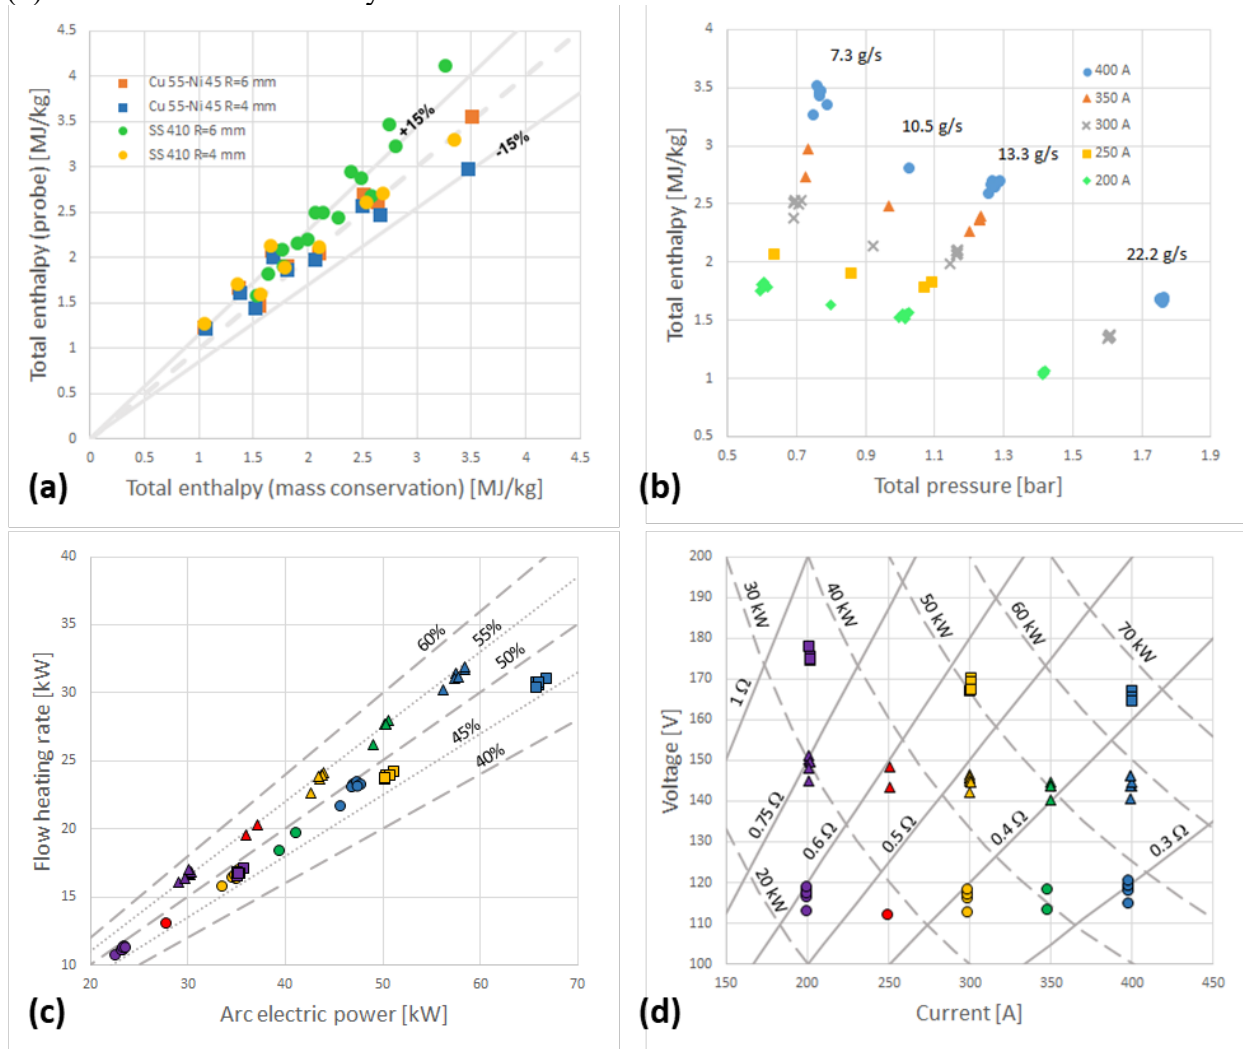 4.5
4
3.5
3
2.5
2
1.5
1
0.5
0
Total enthalpy (probe) [MJ/kg]
Cu 55-Ni 45 R=6 mm
Cu 55-Ni 45 R=4 mm
SS 410 R=6 mm
SS 410 R=4 mm
+15%
-15%
0 0.5 1 1.5 2 2.5 3 3.5 4 4.5
(a) Total enthalpy (mass conservation) [MJ/kg]
4
3.5
3
2.5
2
1.5
1
0.5
Total enthalpy [MJ/kg]
7.3 g/s
10.5 g/s
13.3 g/s
22.2 g/s
400 A
350 A
300 A
250 A
200 A
0.5 0.7 0.9 1.1 1.3 1.5 1.7 1.9
(b) Total pressure [bar]
40
35
30
25
20
15
10
Flow heating rate [kW]
60%
55%
50%
45%
40%
20 30 40 50 60 70
(c) Arc electric power [kW]
200
190
180
170
160
150
140
130
120
110
100
Voltage [V]
30 kW
40 kW
50 kW
60 kW
70 kW
20 kW
1 Ω
0.75 Ω
0.6 Ω
0.5 Ω
0.4 Ω
0.3 Ω
150 200 250 300 350 400 450
(d) Current [A]